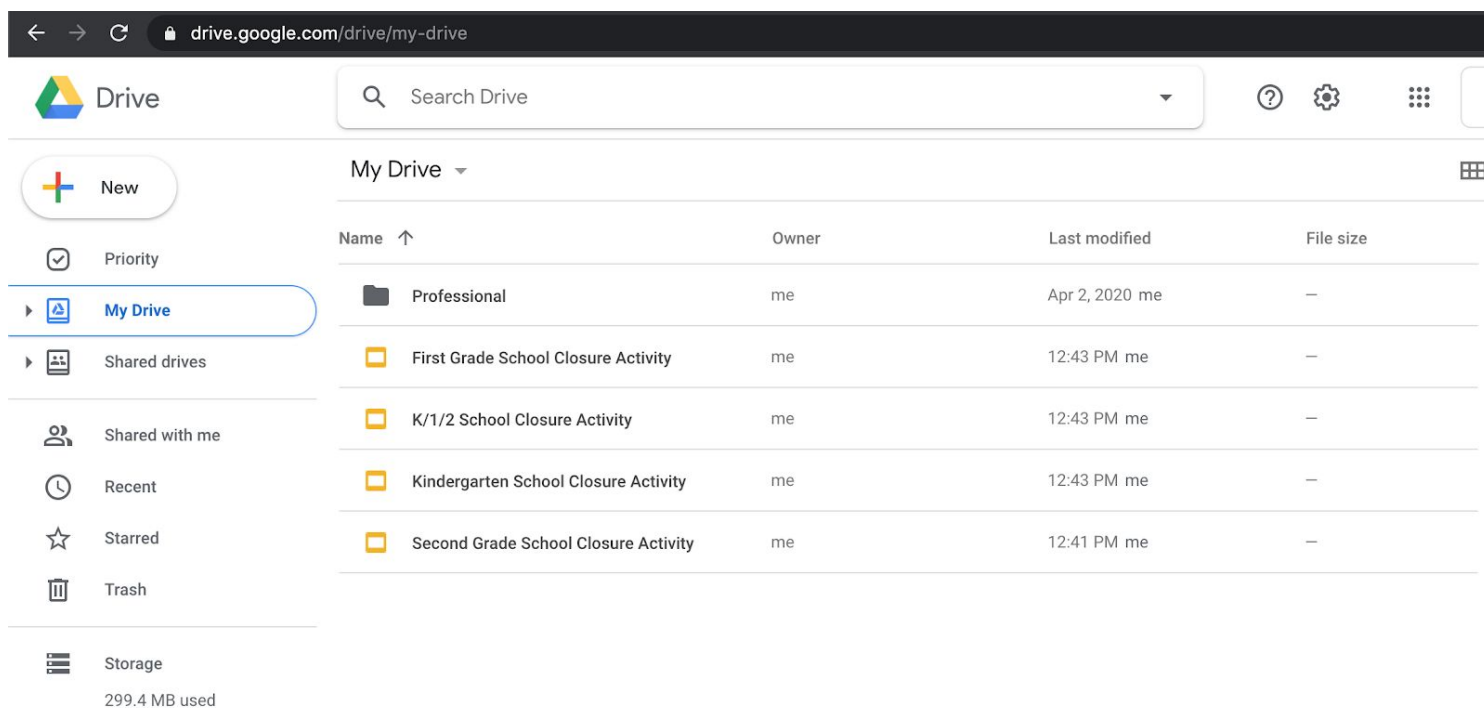 drive.google.com/drive/my-drive
Drive
Search Drive
New
My Drive
Priority
My Drive
Shared drives
Shared with me
Recent
Starred
Trash
Storage
299.4 MB used
Name Owner Last modified File size
Professional me Apr 2, 2020 me –
First Grade School Closure Activity me 12:43 PM me –
K/1/2 School Closure Activity me 12:43 PM me –
Kindergarten School Closure Activity me 12:43 PM me –
Second Grade School Closure Activity me 12:41 PM me –